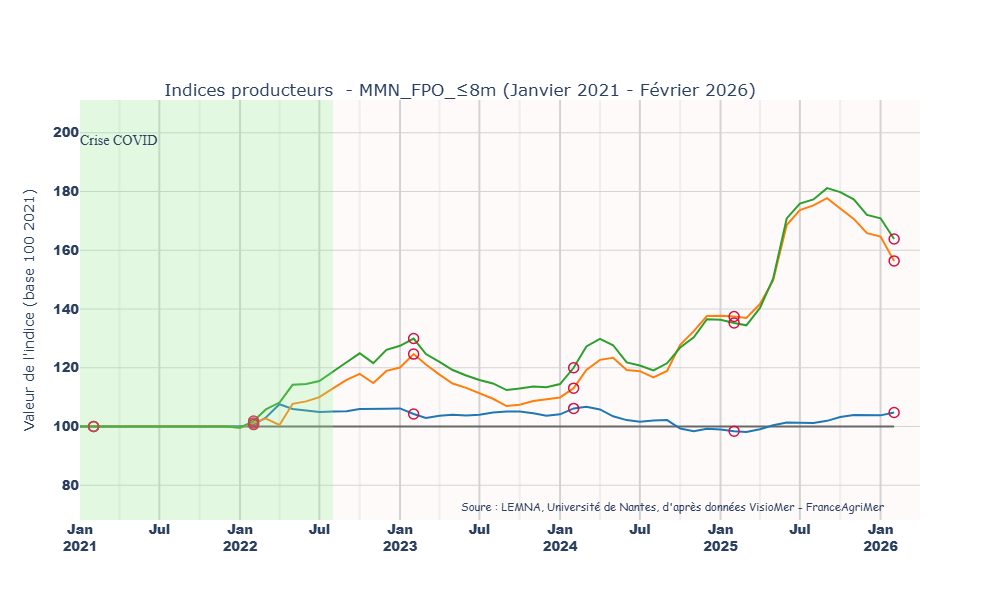 Indices producteurs  - MMN_FPO_≤8m (Janvier 2021 - Février 2026)
Valeur de l'indice (base 100 2021)
200
180
160
140
120
100
80
Crise COVID
Soure : LEMNA, Université de Nantes, d'après données VisioMer - FranceAgriMer
Jan Jul Jan Jul Jan Jul Jan Jul Jan Jul Jan
2021 2022 2023 2024 2025 2026